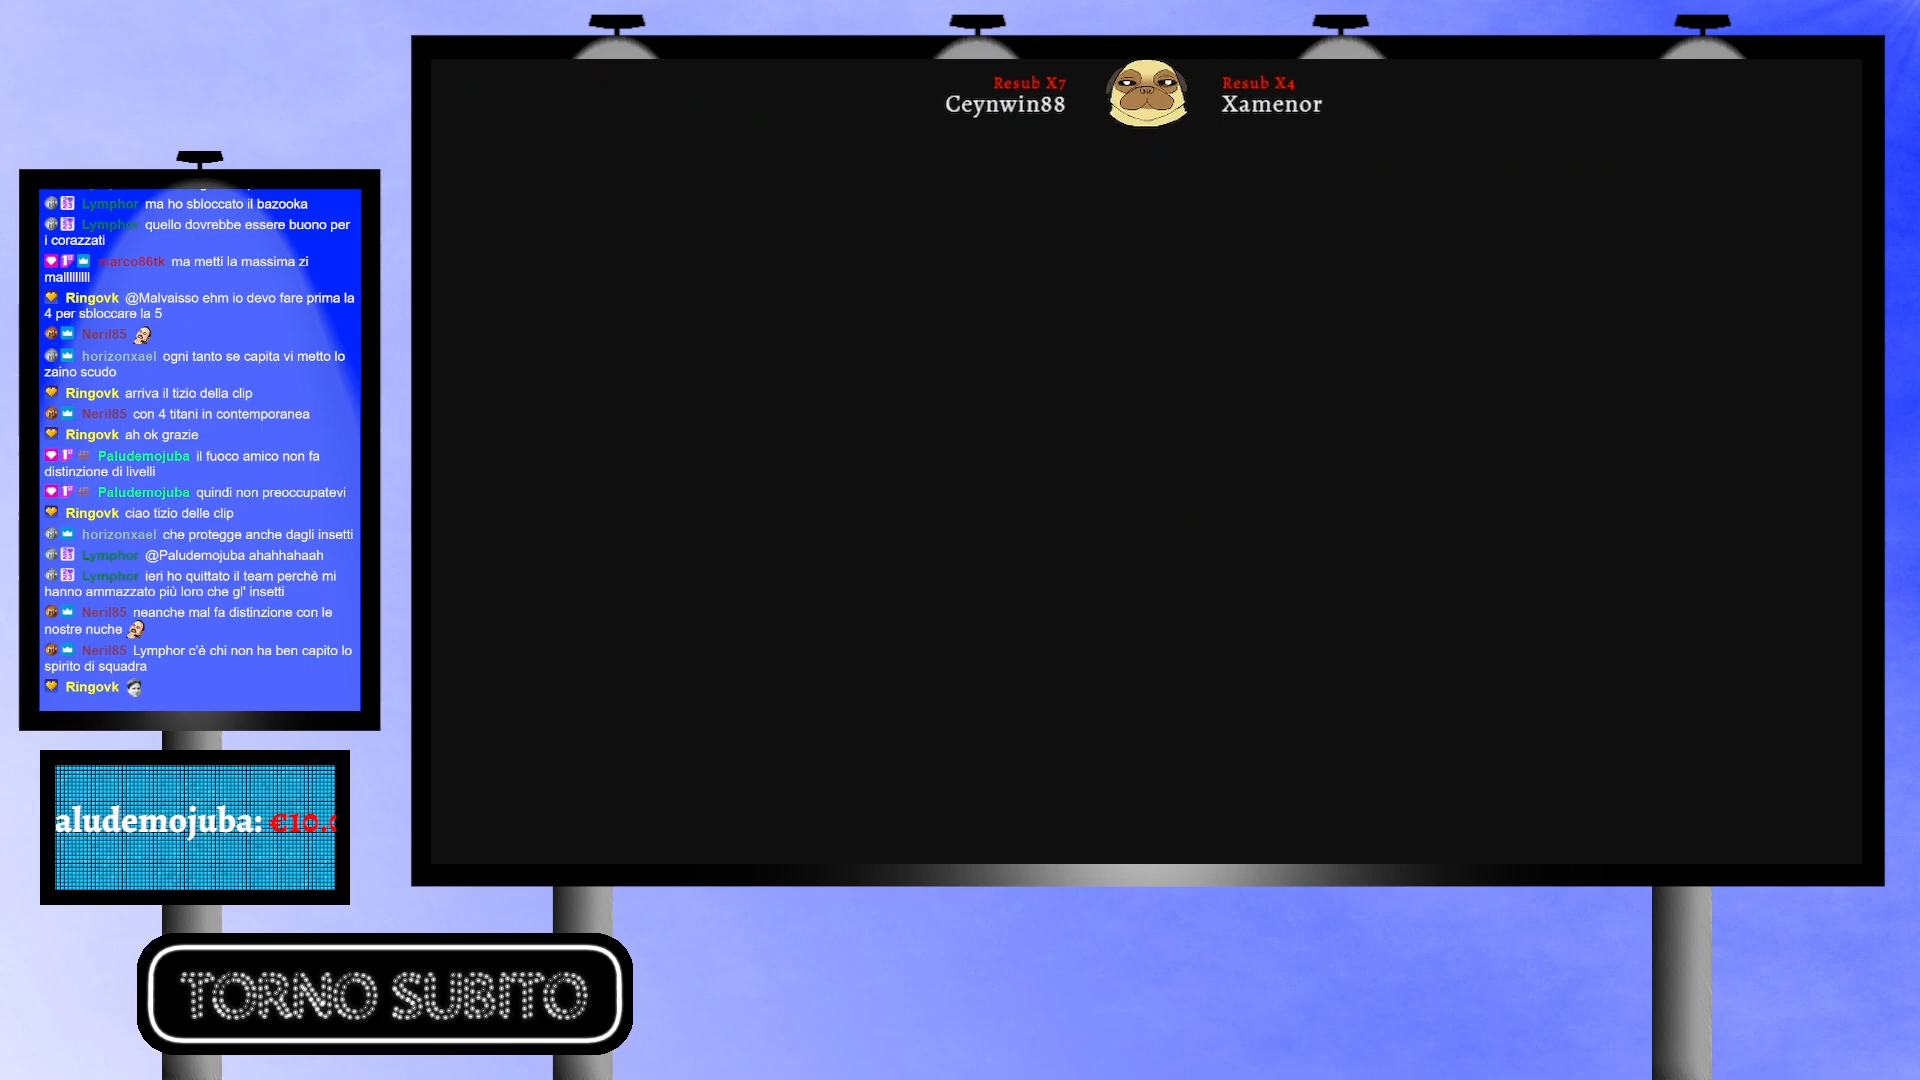 Resub X7
Ceynwin88
Resub X4
Xamenor
Lymphor ma ho sbloccato il bazooka
Lymphor quello dovrebbe essere buono per
i corazzati
marco86tk ma metti la massima zi
Ringovk @Malvaisso ehm io devo fare prima la
4 per sbloccare la 5
Neril85
horizonxael ogni tanto se capita vi metto lo
zaino scudo
Ringovk arriva il tizio della clip
Neril85 con 4 titani in contemporanea
Ringovk ah ok grazie
Paludemojuba il fuoco amico non fa
distinzione di livelli
Paludemojuba quindi non preoccupatevi
Ringovk ciao tizio delle clip
horizonxael che protegge anche dagli insetti
Lymphor @Paludemojuba ahahhahaah
Lymphor ieri ho quittato il team perchè mi
hanno ammazzato più loro che gl' insetti
Neril85 neanche mal fa distinzione con le
nostre nuche
Neril85 Lymphor c'è chi non ha ben capito lo
spirito di squadra
Ringovk
aludemojuba: €10.
TORNO SUBITO